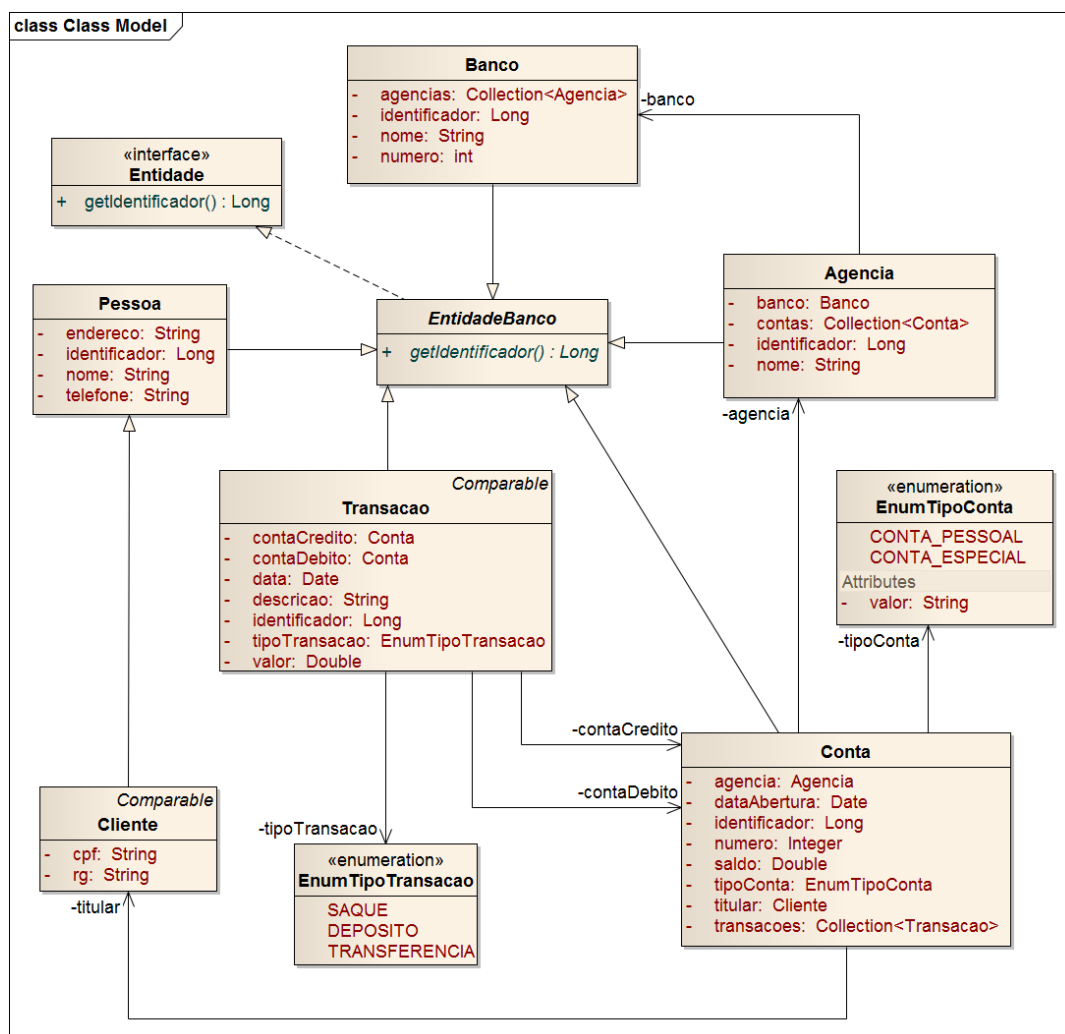 class Class Model
Banco
- agencias: Collection<Agencia>
- identificador: Long
- nome: String
- numero: int
-banco
«interface»
Entidade
+ getIdentificador() : Long
Pessoa
- endereco: String
- identificador: Long
- nome: String
- telefone: String
EntidadeBanco
+ getIdentificador() : Long
Agencia
- banco: Banco
- contas: Collection<Conta>
- identificador: Long
- nome: String
-agencia
Comparable
Transacao
- contaCredito: Conta
- contaDebito: Conta
- data: Date
- descricao: String
- identificador: Long
- tipoTransacao: EnumTipoTransacao
- valor: Double
«enumeration»
EnumTipoConta
CONTA_PESSOAL
CONTA_ESPECIAL
Attributes
- valor: String
-tipoConta
-contaCredito
-contaDebito
Conta
- agencia: Agencia
- dataAbertura: Date
- identificador: Long
- numero: Integer
- saldo: Double
- tipoConta: EnumTipoConta
- titular: Cliente
- transacoes: Collection<Transacao>
Comparable
Cliente
- cpf: String
- rg: String
-titular
-tipoTransacao
«enumeration»
EnumTipoTransacao
SAQUE
DEPOSITO
TRANSFERENCIA